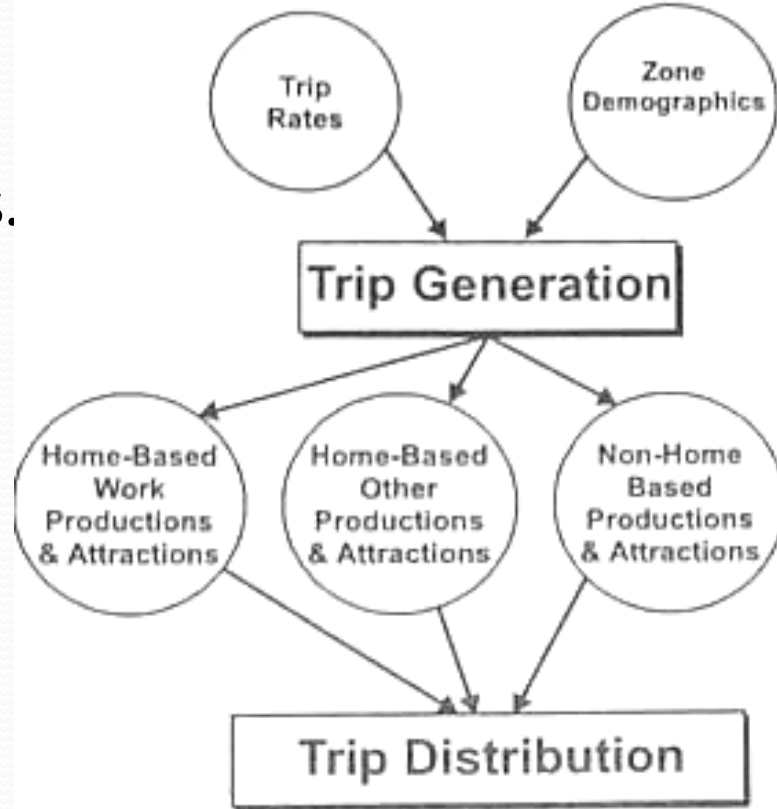 Trip
Rates
Zone
Demographics
s.
Trip Generation
Home-Based
Work
Productions
& Attractions
Home-Based
Other
Productions
& Attractions
Non-Home
Based
Productions
& Attractions
Trip Distribution